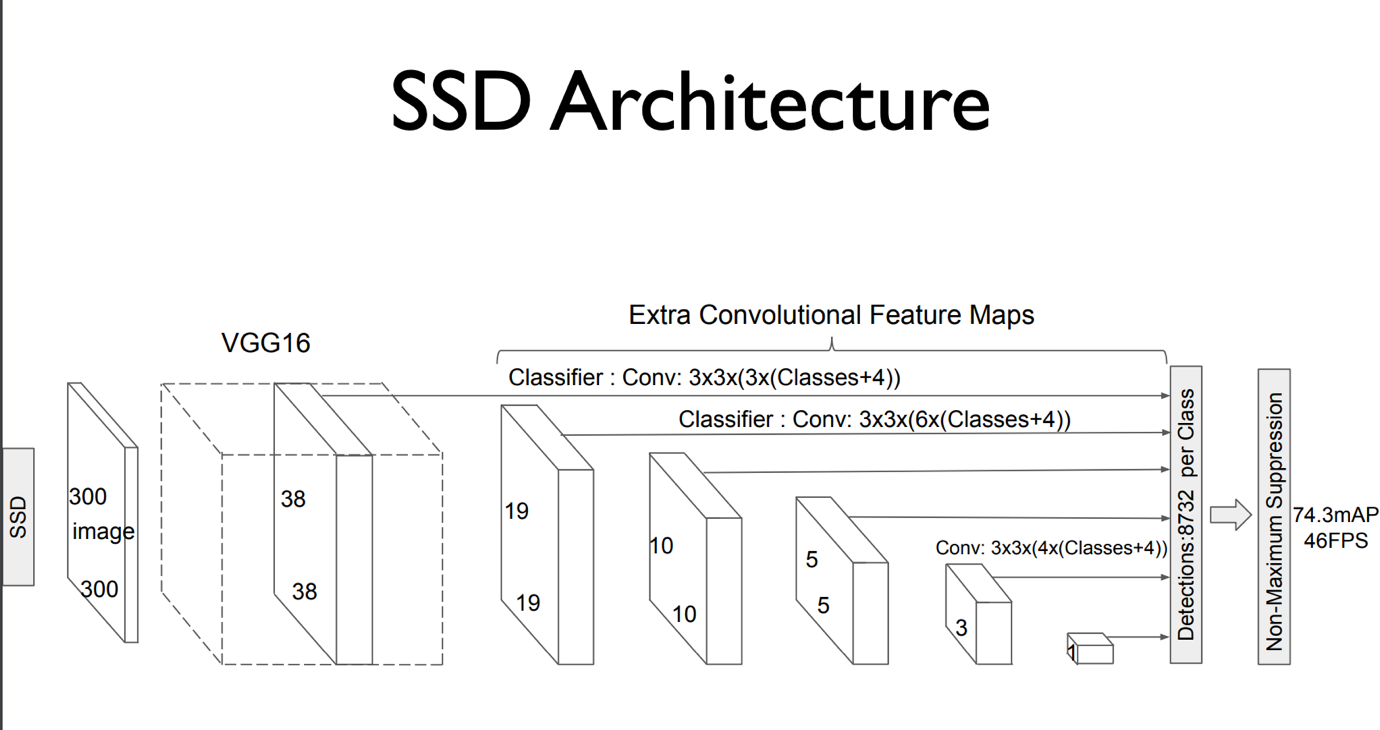 SSD Architecture
Extra Convolutional Feature Maps
VGG16
Classifier : Conv: 3x3x(3x(Classes+4))
Classifier : Conv: 3x3x(6x(Classes+4))
SSD
300
image
300
38
38
19
19
10
10
5
5
Conv: 3x3x(4x(Classes+4))
3
1
Detections:8732 per Class
Non-Maximum Suppression
74.3mAP
46FPS